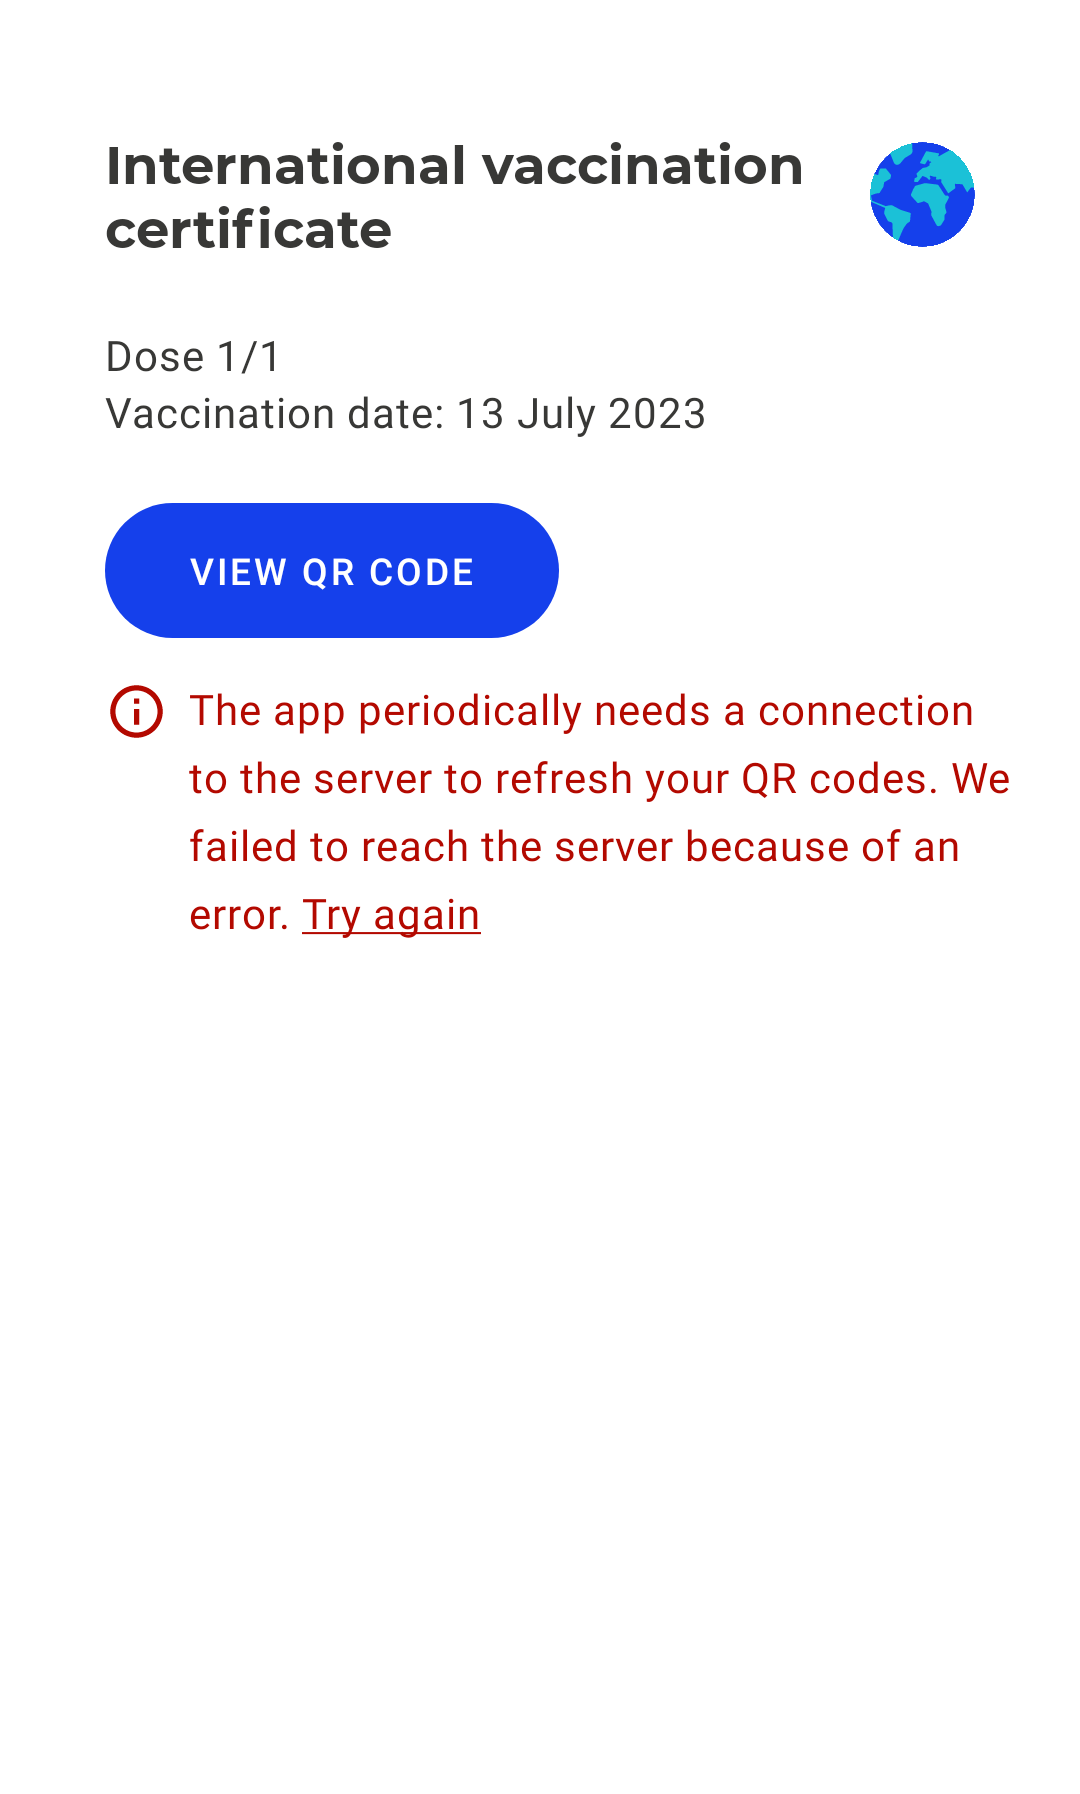 International vaccination
certificate
Dose 1/1
Vaccination date: 13 July 2023
VIEW QR CODE
The app periodically needs a connection
to the server to refresh your QR codes. We
failed to reach the server because of an
error. Try again